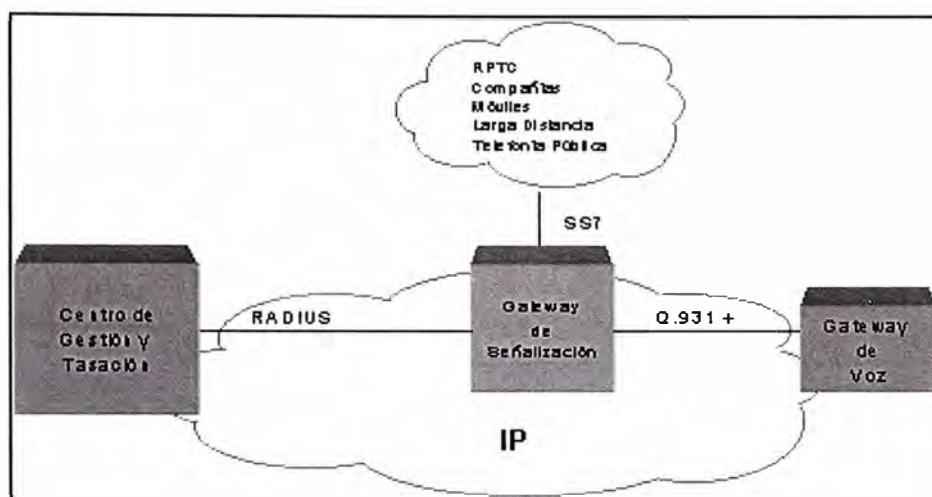 RPTC
Compañías
Móviles
Larga Distancia
Telefonía Pública
SS7
Centro de
Gestión y
Tasación
RADIUS
Gateway
de
Señalización
Q.931 +
Gateway
de
Voz
IP